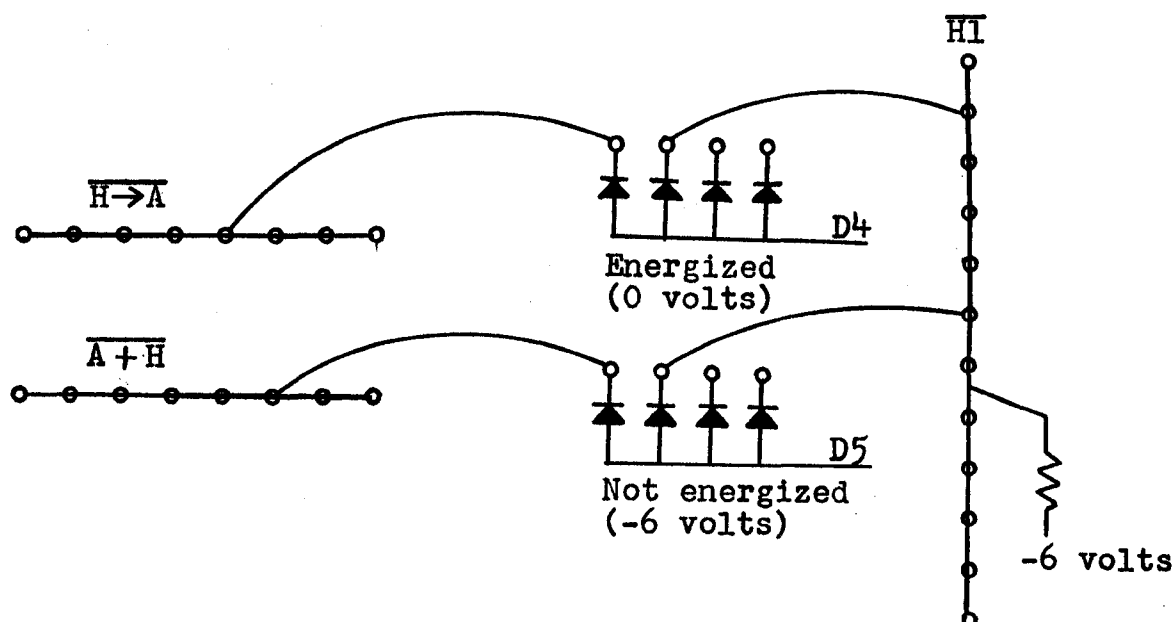 H1
H→A
D4
Energized
(0 volts)
A + H
D5
Not energized
(-6 volts)
-6 volts